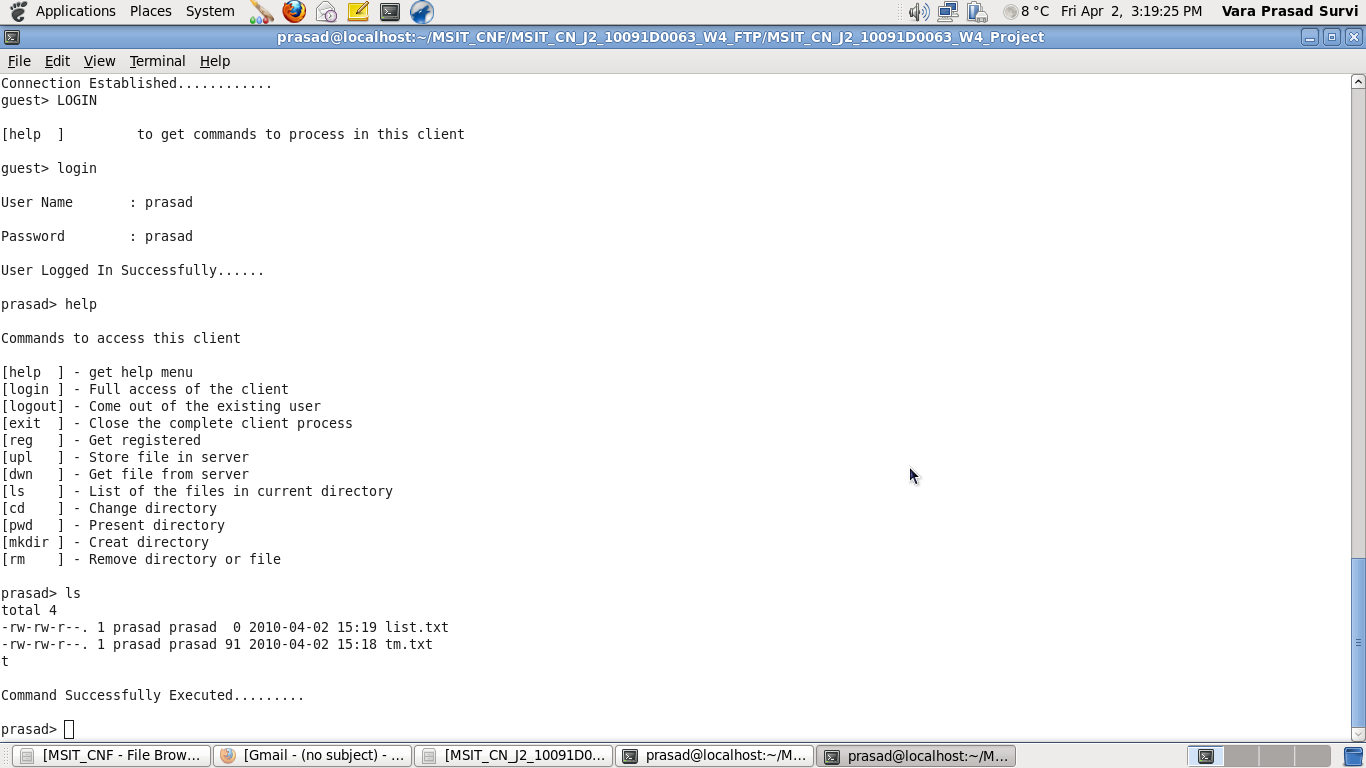 Applications Places System 8 °C Fri Apr 2, 3:19:25 PM Vara Prasad Survi
prasad@localhost:~/MSIT_CNF/MSIT_CN_J2_10091D0063_W4_FTP/MSIT_CN_J2_10091D0063_W4_Project
File Edit View Terminal Help
Connection Established............
guest> LOGIN
[help  ]         to get commands to process in this client
guest> login
User Name       : prasad
Password        : prasad
User Logged In Successfully......
prasad> help
Commands to access this client
[help  ] - get help menu
[login ] - Full access of the client
[logout] - Come out of the existing user
[exit  ] - Close the complete client process
[reg   ] - Get registered
[upl   ] - Store file in server
[dwn   ] - Get file from server
[ls    ] - List of the files in current directory
[cd    ] - Change directory
[pwd   ] - Present directory
[mkdir ] - Creat directory
[rm    ] - Remove directory or file
prasad> ls
total 4
-rw-rw-r--. 1 prasad prasad  0 2010-04-02 15:19 list.txt
-rw-rw-r--. 1 prasad prasad 91 2010-04-02 15:18 tm.txt
t
Command Successfully Executed.........
prasad>
[MSIT_CNF - File Brow... [Gmail - (no subject) - ... [MSIT_CN_J2_10091D0... prasad@localhost:~/M... prasad@localhost:~/M...